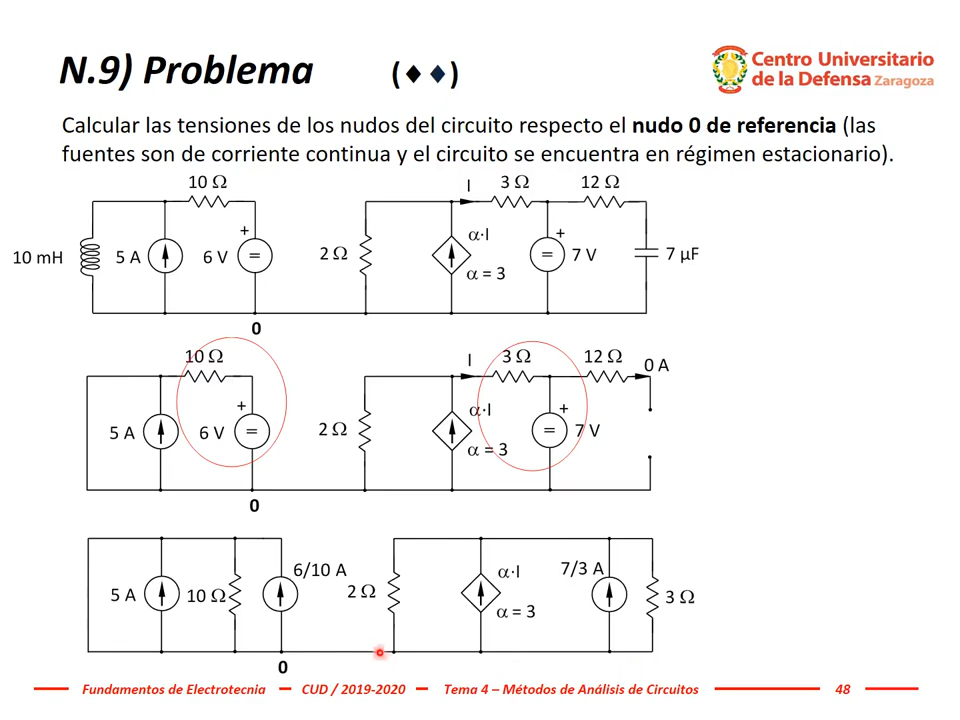 N.9) Problema (♦♦)
Centro Universitario
de la Defensa Zaragoza
Calcular las tensiones de los nudos del circuito respecto el nudo 0 de referencia (las
fuentes son de corriente continua y el circuito se encuentra en régimen estacionario).
10 Ω I 3 Ω 12 Ω
+ α·I +
10 mH 5 A 6 V = 2 Ω = 7 V 7 µF
α = 3
0
10 Ω I 3 Ω 12 Ω 0 A
+ α·I +
5 A 6 V = 2 Ω = 7 V
α = 3
0
6/10 A α·I 7/3 A
5 A 10 Ω 2 Ω 3 Ω
α = 3
0
Fundamentos de Electrotecnia — CUD / 2019-2020 — Tema 4 – Métodos de Análisis de Circuitos 48